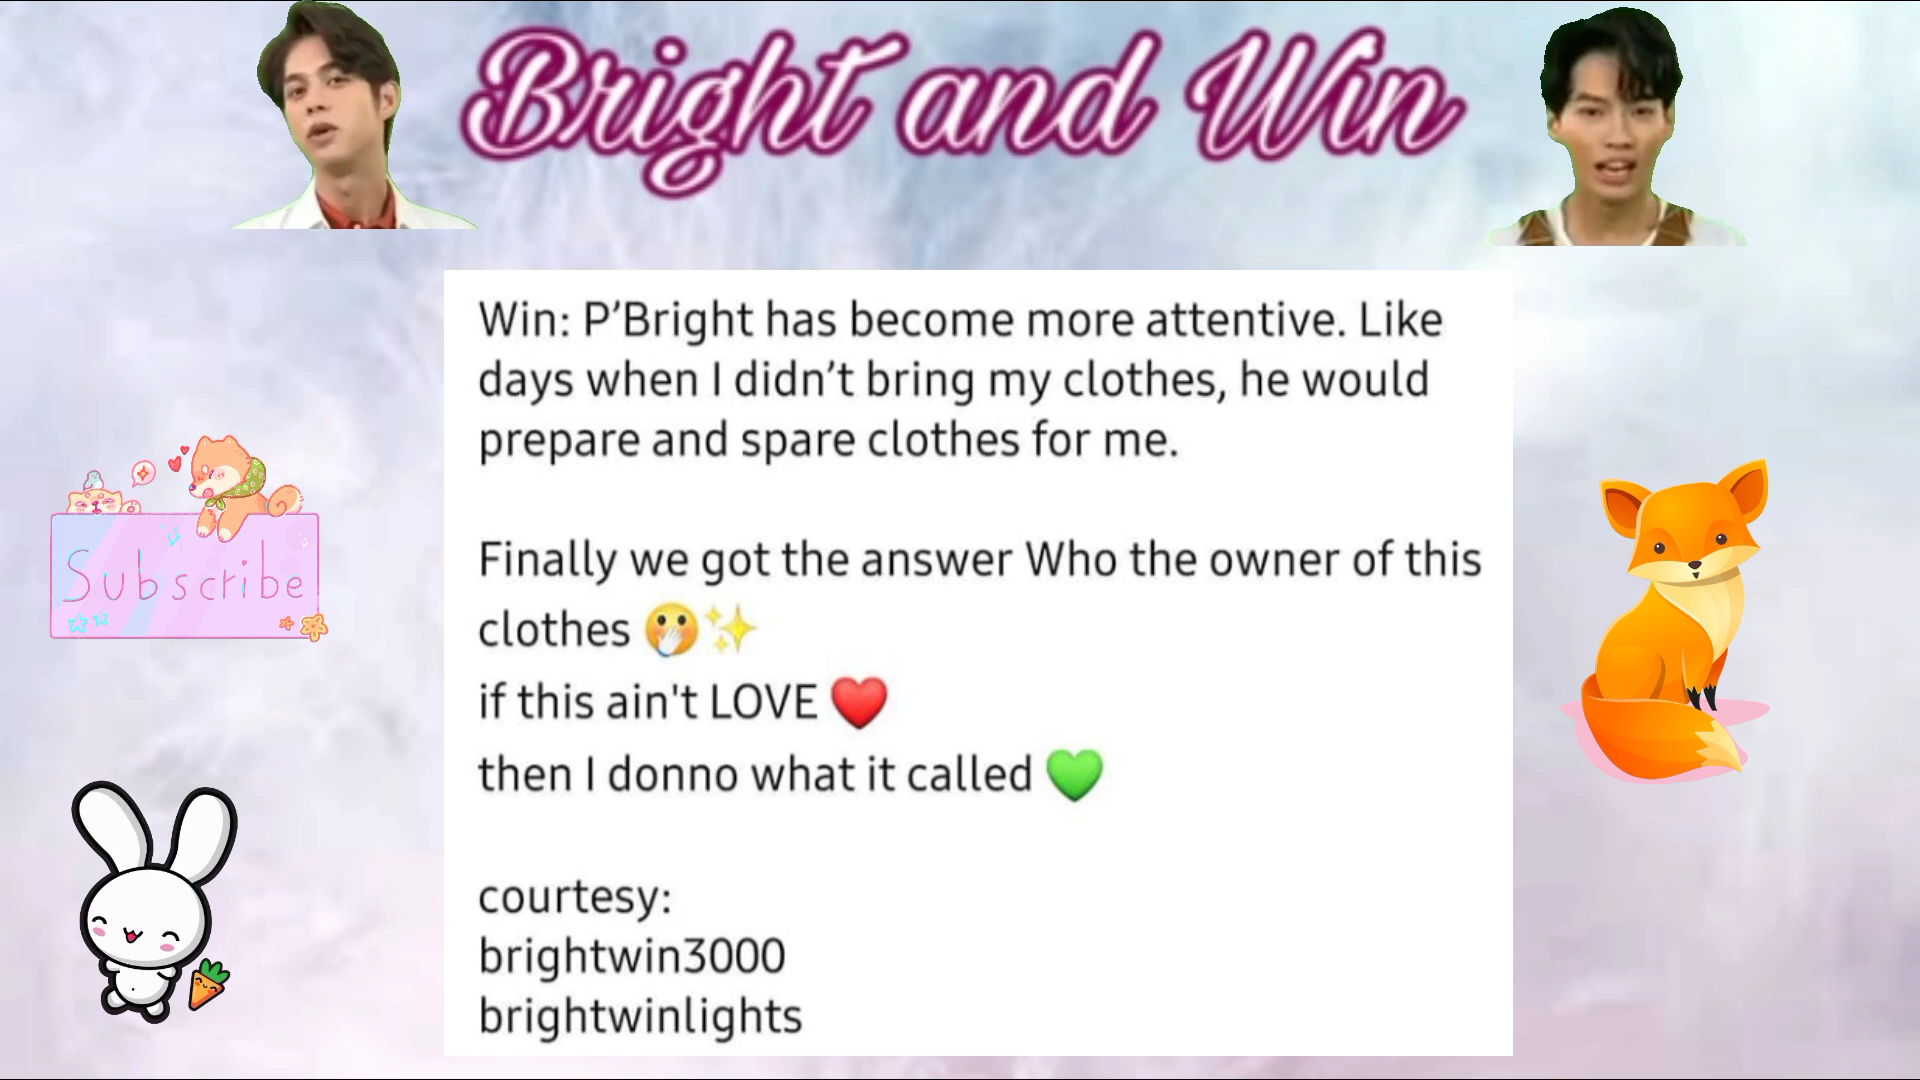 Bright and Win
Win: P’Bright has become more attentive. Like
days when I didn’t bring my clothes, he would
prepare and spare clothes for me.
Finally we got the answer Who the owner of this
clothes 🫢✨
if this ain't LOVE ❤️
then I donno what it called 💚
Subscribe
courtesy:
brightwin3000
brightwinlights